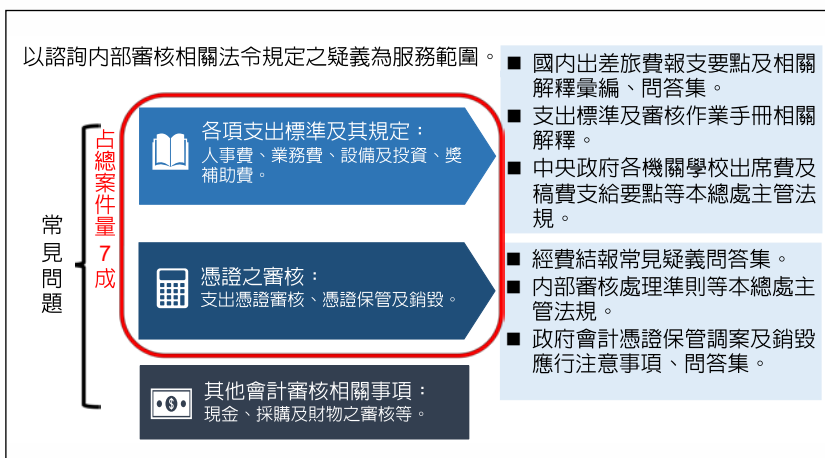 以諮詢內部審核相關法令規定之疑義為服務範圍。
常見問題
占總案件量7成
各項支出標準及其規定：
人事費、業務費、設備及投資、獎
補助費。
憑證之審核：
支出憑證審核、憑證保管及銷毀。
其他會計審核相關事項：
現金、採購及財物之審核等。
■ 國內出差旅費報支要點及相關
解釋彙編、問答集。
■ 支出標準及審核作業手冊相關
解釋。
■ 中央政府各機關學校出席費及
稿費支給要點等本總處主管法
規。
■ 經費結報常見疑義問答集。
■ 內部審核處理準則等本總處主
管法規。
■ 政府會計憑證保管調案及銷毀
應行注意事項、問答集。